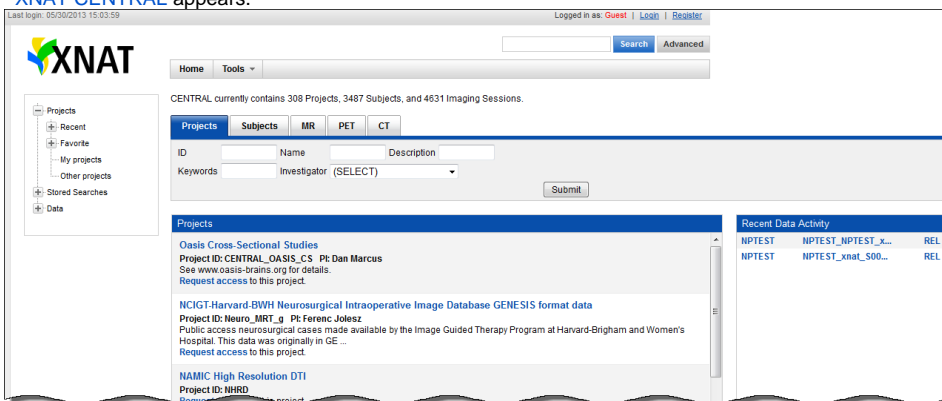 XNAT CENTRAL appears.
Last login: 05/30/2013 15:03:59
Logged in as: Guest | Login | Register
XNAT
Search Advanced
Home Tools
CENTRAL currently contains 308 Projects, 3487 Subjects, and 4631 Imaging Sessions.
Projects
Recent
Favorite
My projects
Other projects
Stored Searches
Data
Projects Subjects MR PET CT
ID Name Description
Keywords Investigator (SELECT)
Submit
Projects
Oasis Cross-Sectional Studies
Project ID: CENTRAL_OASIS_CS PI: Dan Marcus
See www.oasis-brains.org for details.
Request access to this project.
NCIGT-Harvard-BWH Neurosurgical Intraoperative Image Database GENESIS format data
Project ID: Neuro_MRT_g PI: Ferenc Jolesz
Public access neurosurgical cases made available by the Image Guided Therapy Program at Harvard-Brigham and Women's
Hospital. This data was originally in GE ...
Request access to this project.
NAMIC High Resolution DTI
Project ID: NHRD
project
Recent Data Activity
NPTEST NPTEST_NPTEST_x... REL
NPTEST NPTEST_xnat_S00... REL